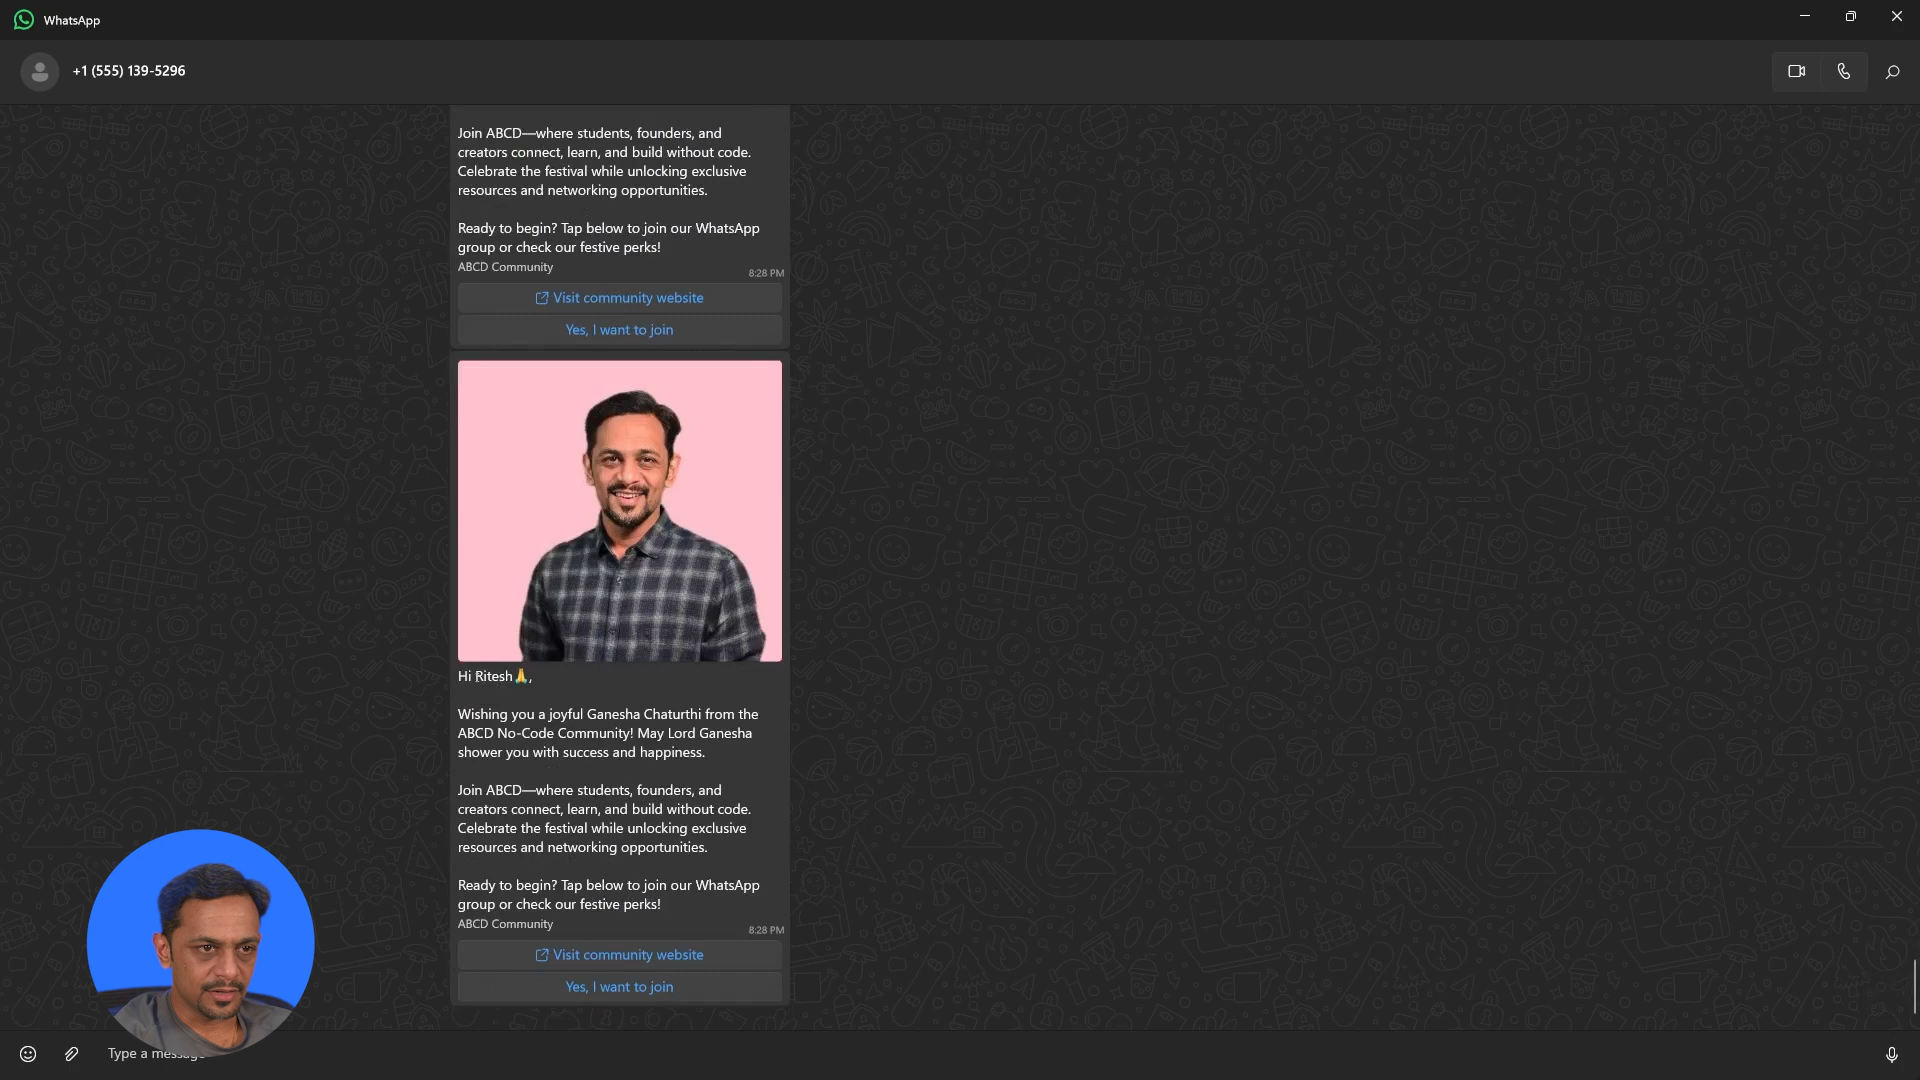 WhatsApp
+1 (555) 139-5296
Join ABCD—where students, founders, and
creators connect, learn, and build without code.
Celebrate the festival while unlocking exclusive
resources and networking opportunities.
Ready to begin? Tap below to join our WhatsApp
group or check our festive perks!
ABCD Community
8:28 PM
Visit community website
Yes, I want to join
Hi Ritesh🙏,
Wishing you a joyful Ganesha Chaturthi from the
ABCD No-Code Community! May Lord Ganesha
shower you with success and happiness.
Join ABCD—where students, founders, and
creators connect, learn, and build without code.
Celebrate the festival while unlocking exclusive
resources and networking opportunities.
Ready to begin? Tap below to join our WhatsApp
group or check our festive perks!
ABCD Community
8:28 PM
Visit community website
Yes, I want to join
Type a message